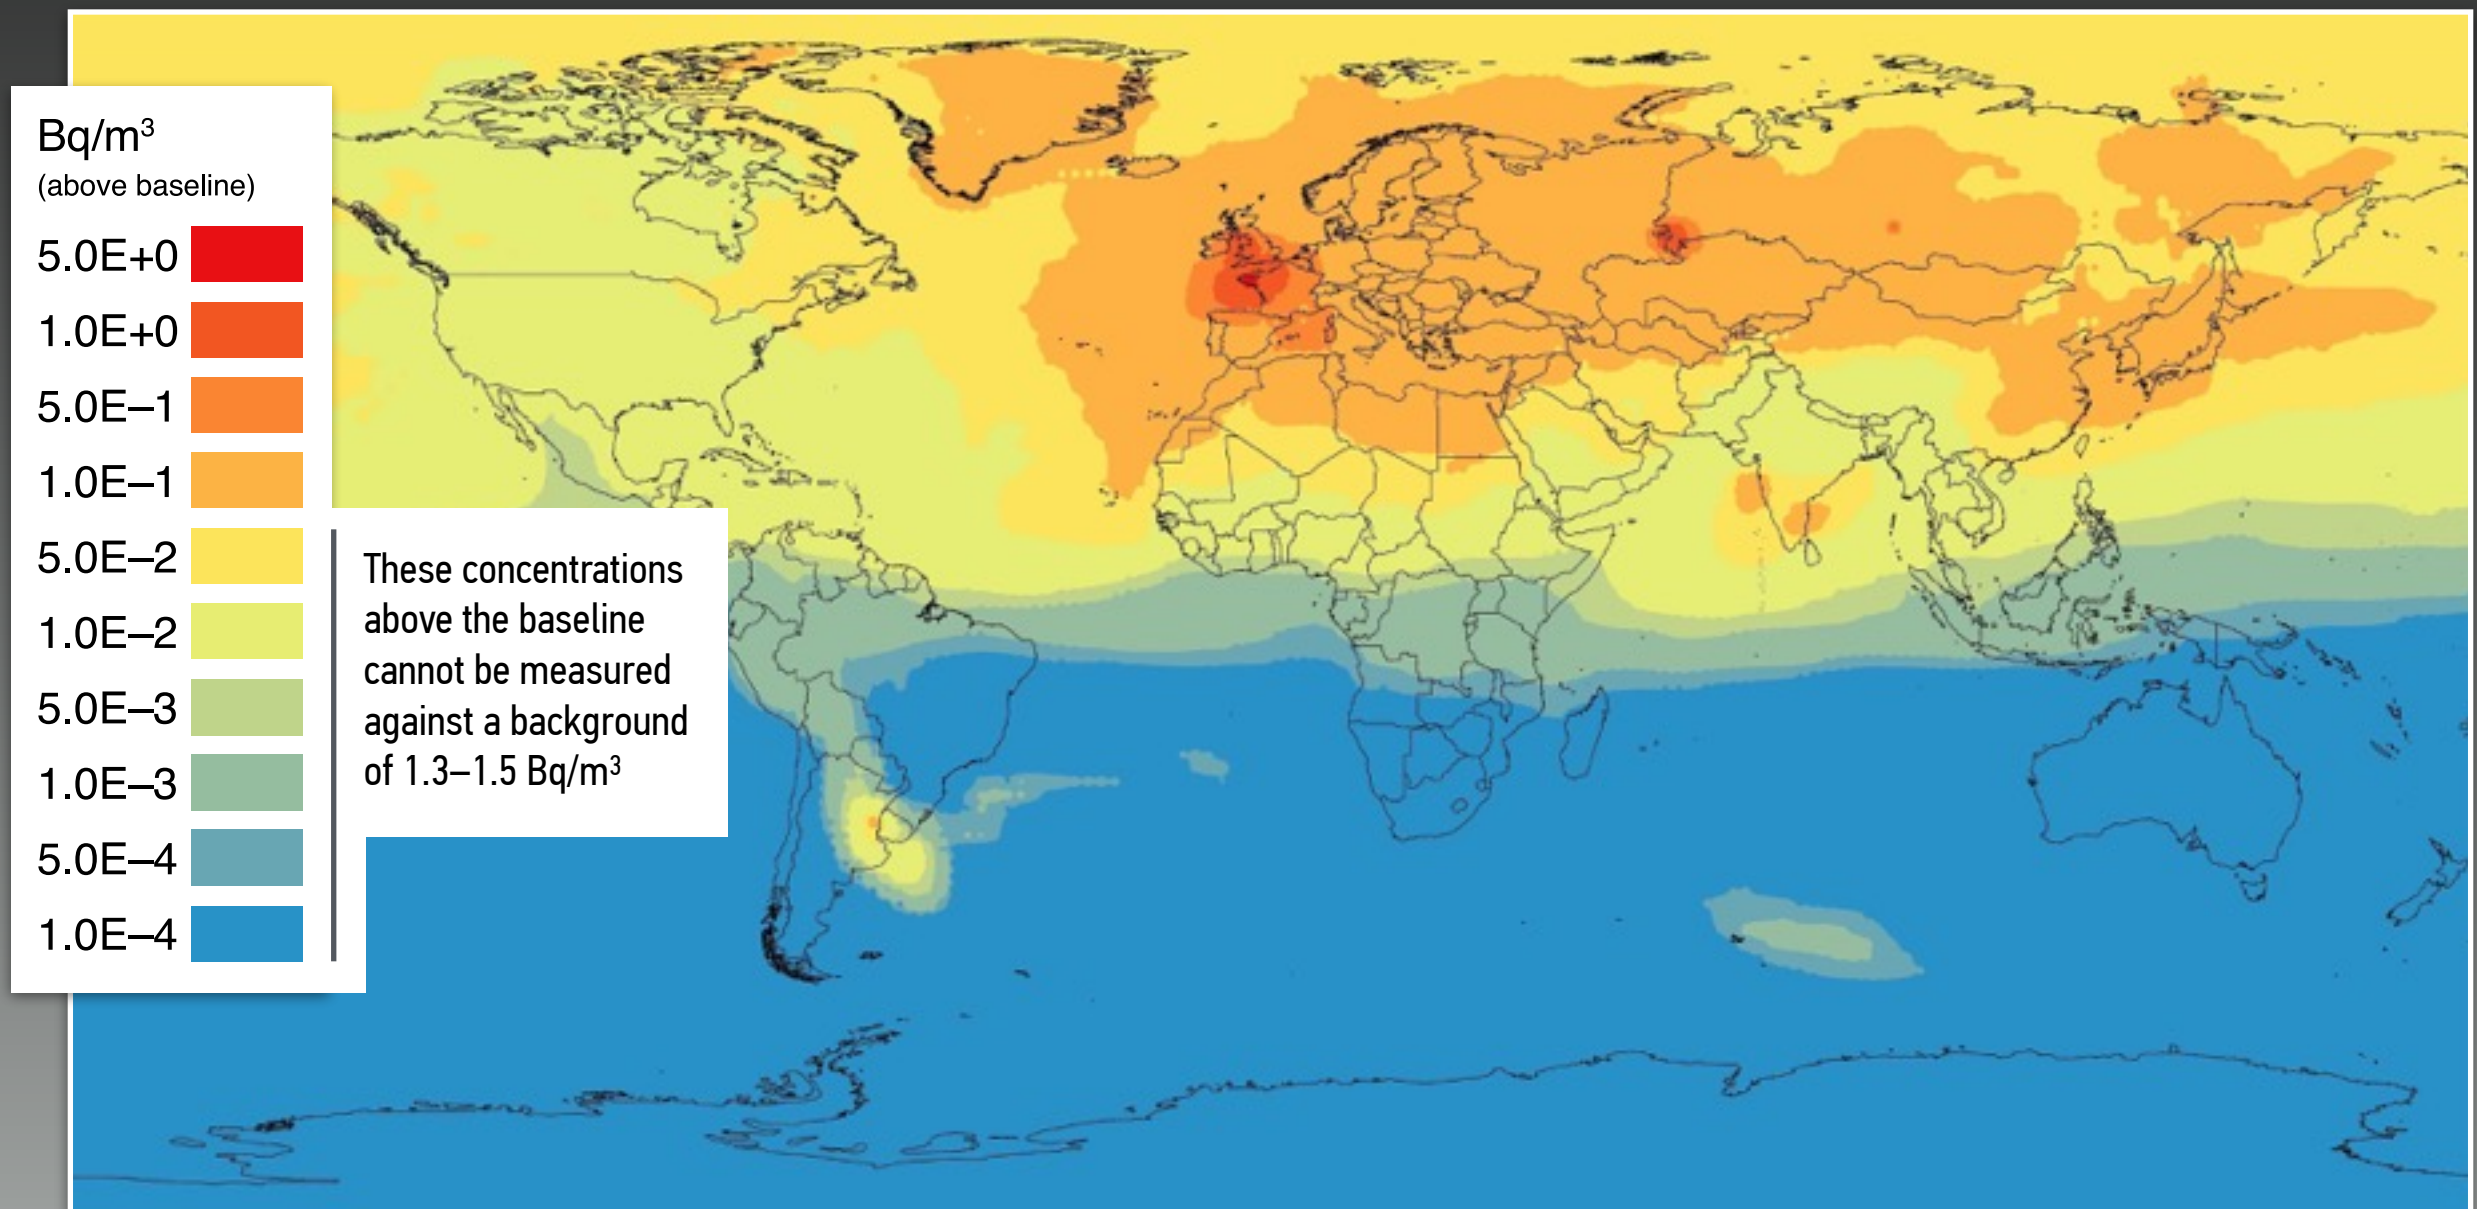 Bq/m³
(above baseline)
5.0E+0
1.0E+0
5.0E–1
1.0E–1
5.0E–2
1.0E–2
5.0E–3
1.0E–3
5.0E–4
1.0E–4
These concentrations
above the baseline
cannot be measured
against a background
of 1.3–1.5 Bq/m³